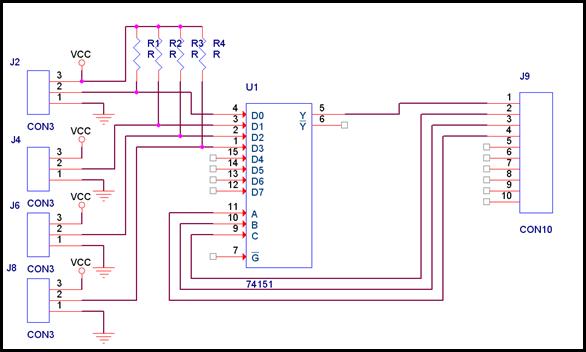 J2
VCC
3
2
1
CON3
J4
VCC
3
2
1
CON3
J6
VCC
3
2
1
CON3
J8
VCC
3
2
1
CON3
R1 R2 R3 R4
R R R R
U1
4 D0
3 D1
2 D2
1 D3
15 D4
14 D5
13 D6
12 D7
11 A
10 B
9 C
7 G
Y 5
Y 6
74151
J9
1
2
3
4
5
6
7
8
9
10
CON10